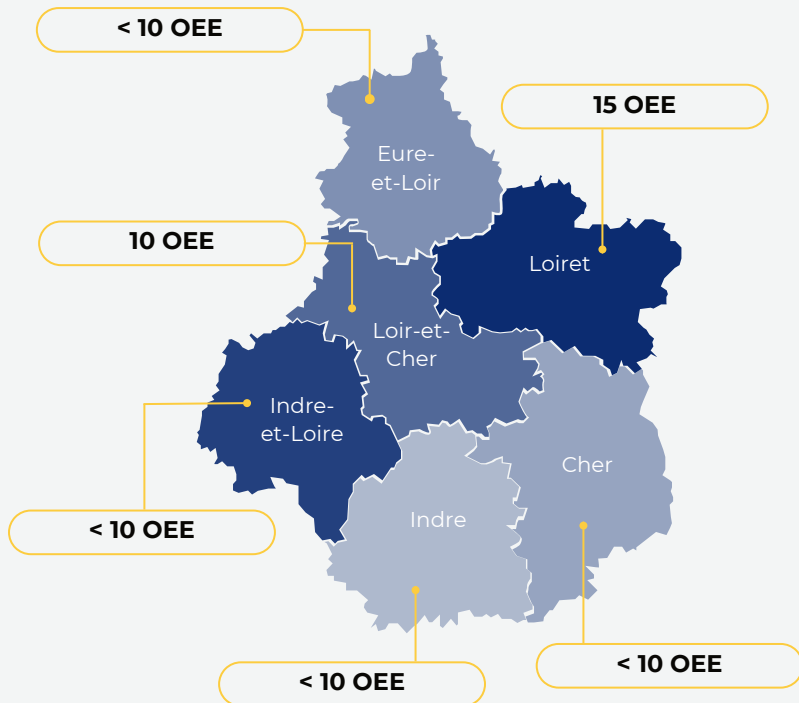 < 10 OEE
15 OEE
Eure-
et-Loir
10 OEE
Loiret
Loir-et-
Cher
Indre-
et-Loire
Cher
Indre
< 10 OEE
< 10 OEE
< 10 OEE